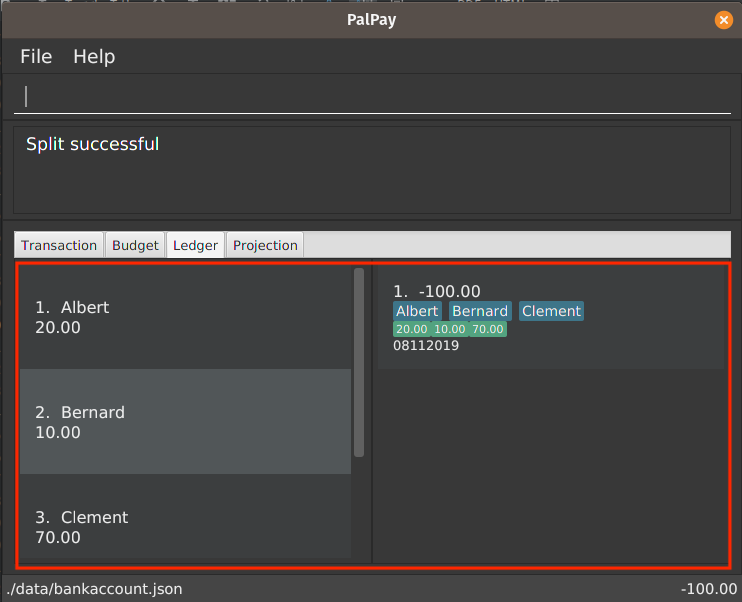 PalPay
File Help
Split successful
Transaction Budget Ledger Projection
1. Albert
20.00
2. Bernard
10.00
3. Clement
70.00
1. -100.00
Albert Bernard Clement
20.00 10.00 70.00
08112019
./data/bankaccount.json
-100.00